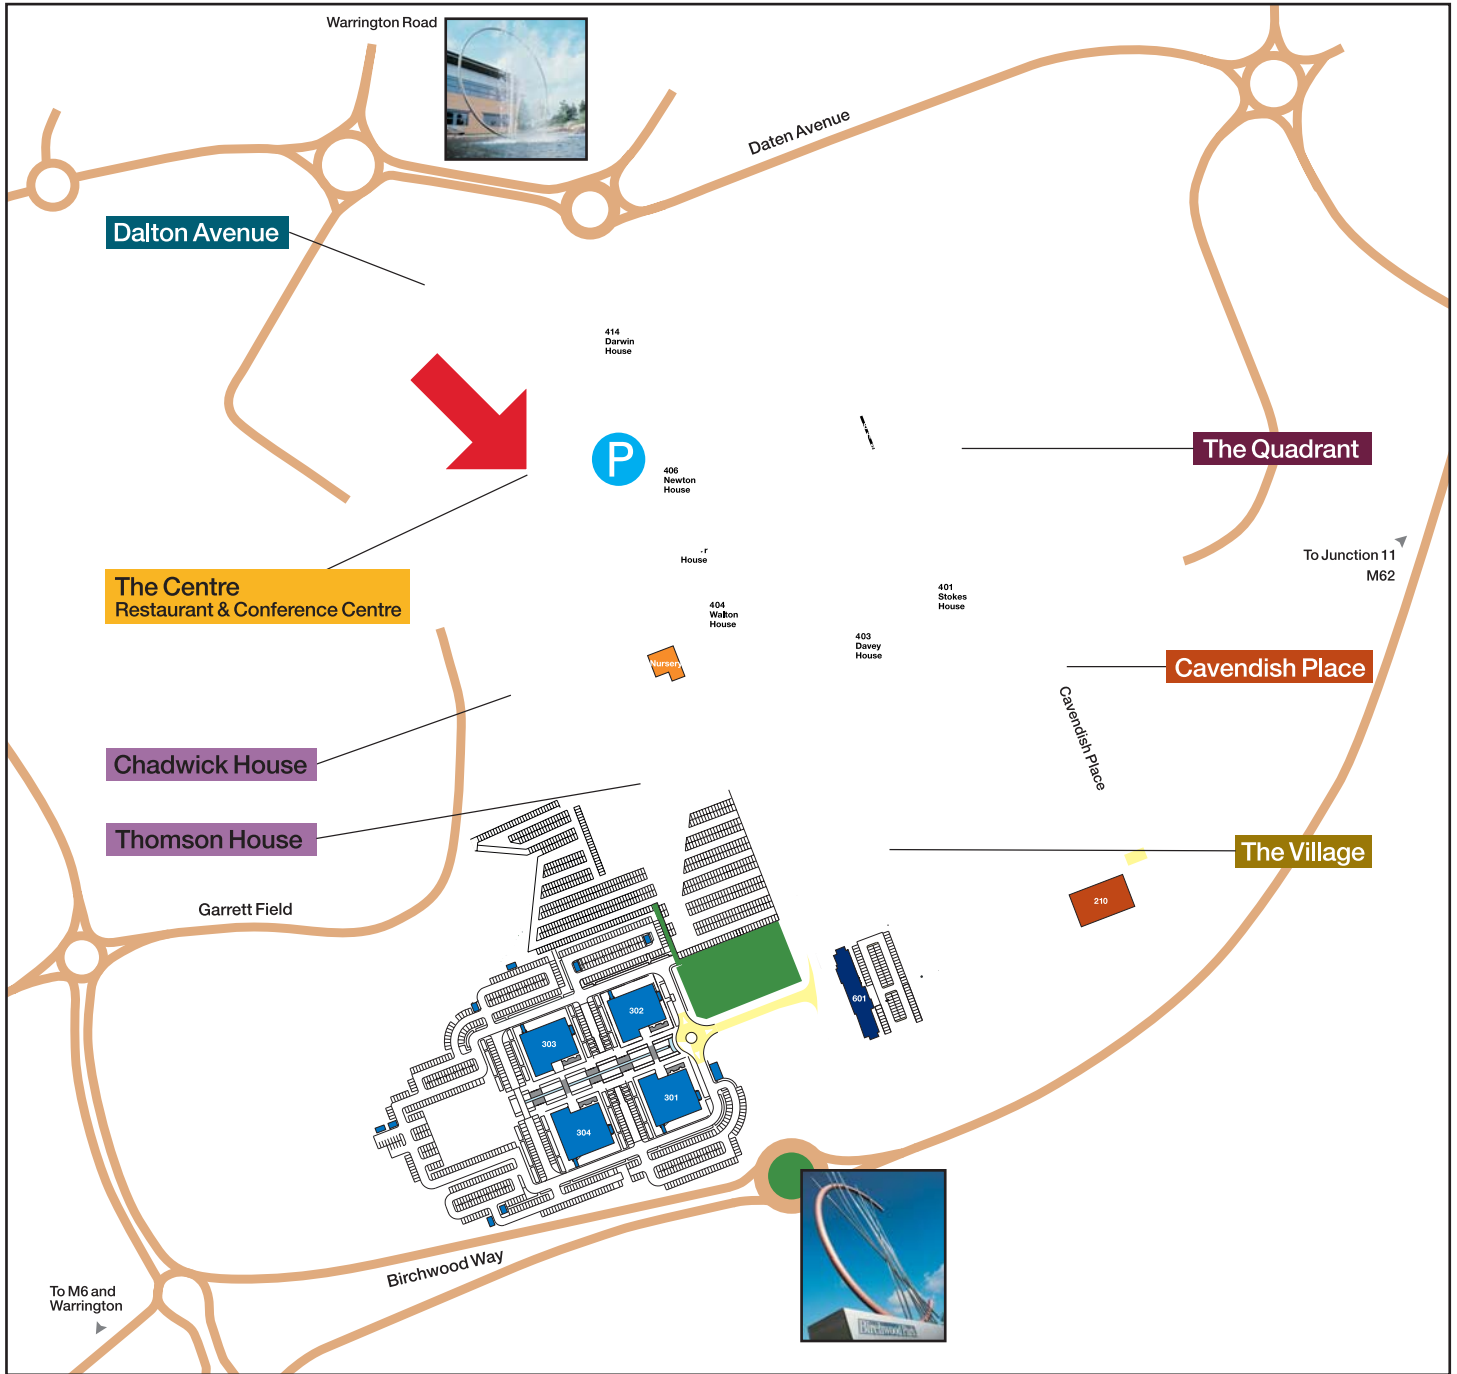 Warrington Road
Daten Avenue
Dalton Avenue
414
Darwin
House
P
406
Newton
House
The Quadrant
House
To Junction 11
M62
The Centre
Restaurant & Conference Centre
401
Stokes
House
404
Walton
House
403
Davey
House
Nursery
Cavendish Place
Cavendish Place
Chadwick House
Thomson House
The Village
210
Garrett Field
601
302
303
301
304
Birchwood Way
To M6 and
Warrington
Birchwood Park